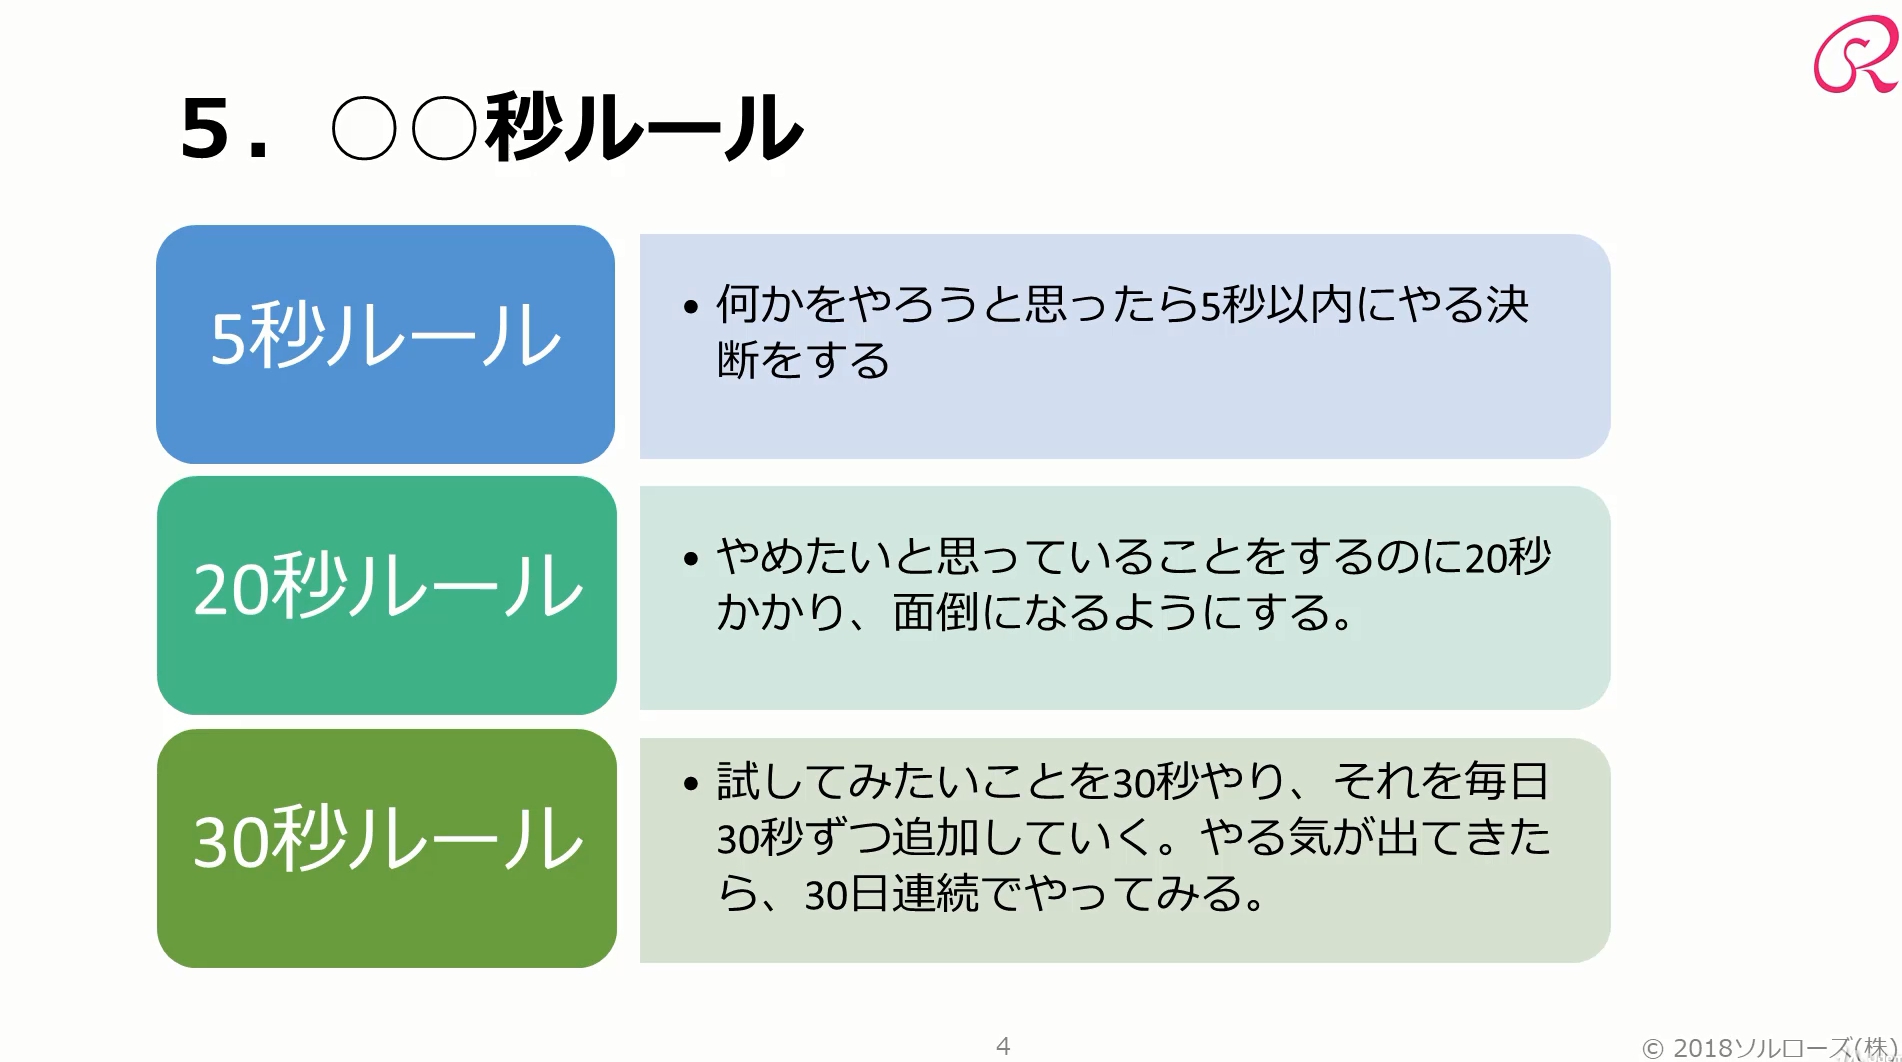 5．○○秒ルール
5秒ルール
• 何かをやろうと思ったら5秒以内にやる決
断をする
20秒ルール
• やめたいと思っていることをするのに20秒
かかり、面倒になるようにする。
30秒ルール
• 試してみたいことを30秒やり、それを毎日
30秒ずつ追加していく。やる気が出てきた
ら、30日連続でやってみる。
4
© 2018ソルローズ(株)